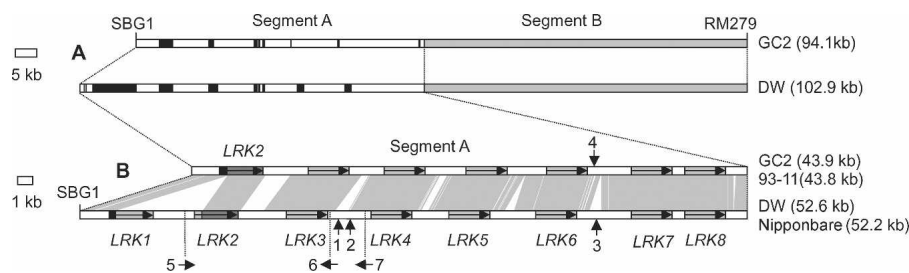 SBG1 Segment A Segment B RM279
A GC2 (94.1kb)
5 kb
DW (102.9 kb)
LRK2 Segment A 4
B GC2 (43.9 kb)
1 kb SBG1 93-11(43.8 kb)
DW (52.6 kb)
LRK1 LRK2 LRK3 1 2 LRK4 LRK5 LRK6 3 LRK7 LRK8 Nipponbare (52.2 kb)
5 6 7